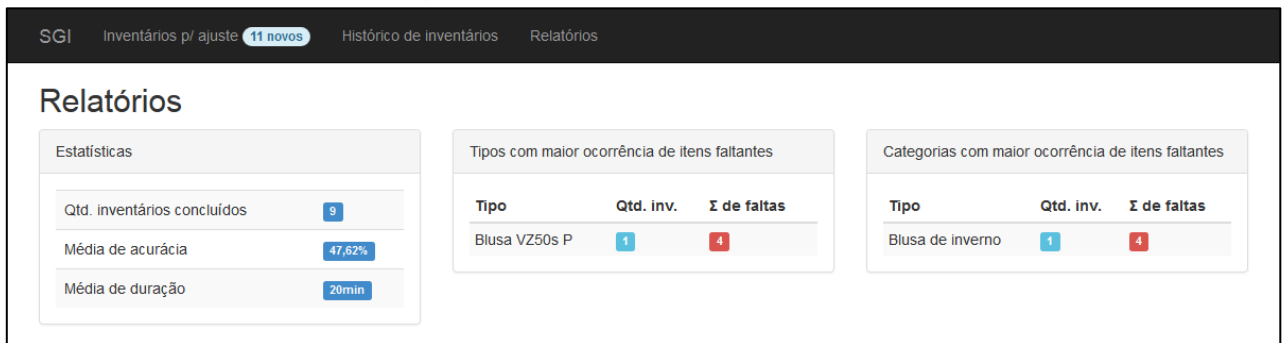 SGI Inventários p/ ajuste 11 novos Histórico de inventários Relatórios
Relatórios
Estatísticas
Qtd. inventários concluídos 9
Média de acurácia 47,62%
Média de duração 20min
Tipos com maior ocorrência de itens faltantes
Tipo Qtd. inv. Σ de faltas
Blusa VZ50s P 1 4
Categorias com maior ocorrência de itens faltantes
Tipo Qtd. inv. Σ de faltas
Blusa de inverno 1 4